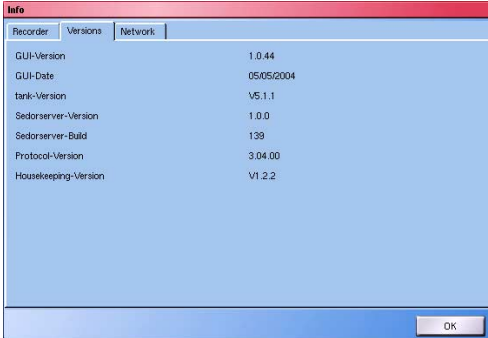 Info
Recorder Versions Network
GUI-Version 1.0.44
GUI-Date 05/05/2004
tank-Version V5.1.1
Sedorserver-Version 1.0.0
Sedorserver-Build 139
Protocol-Version 3.04.00
Housekeeping-Version V1.2.2
OK